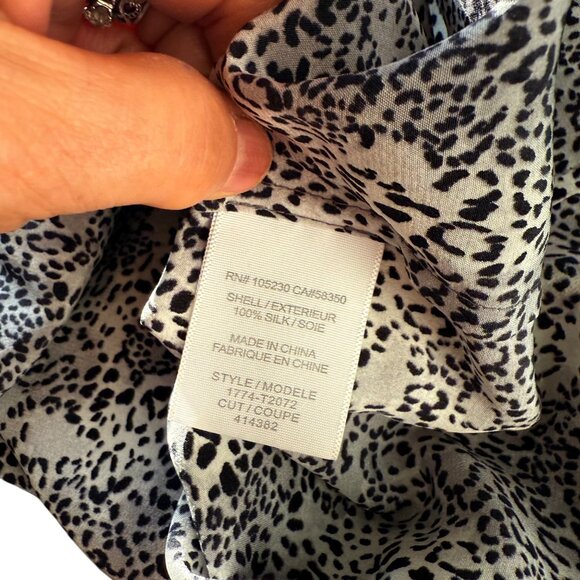 RN# 105230 CA#58350
SHELL / EXTERIEUR
100% SILK / SOIE
MADE IN CHINA
FABRIQUE EN CHINE
STYLE / MODELE
1774-T2072
CUT / COUPE
414382